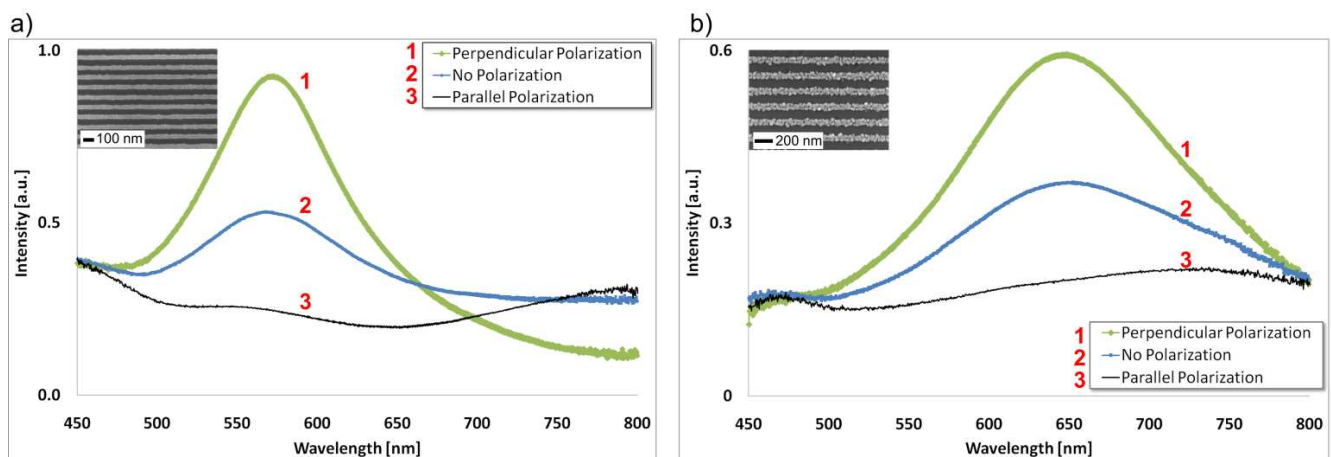 a)
1.0
0.5
0.0
Intensity [a.u.]
100 nm
1 Perpendicular Polarization
2 No Polarization
3 Parallel Polarization
1
2
3
450 500 550 600 650 700 750 800
Wavelength [nm]
b)
0.6
0.3
0
Intensity [a.u.]
200 nm
1
2
3
1 Perpendicular Polarization
2 No Polarization
3 Parallel Polarization
450 500 550 600 650 700 750 800
Wavelength [nm]